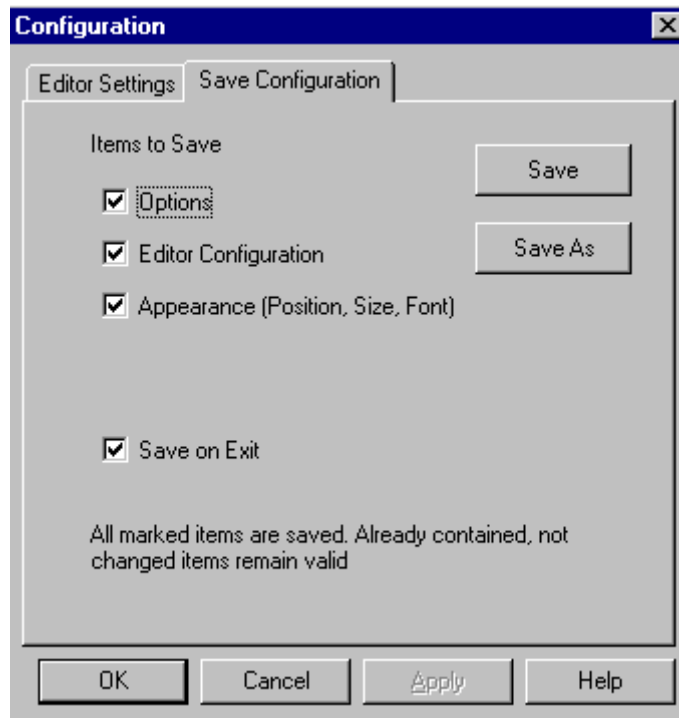 Configuration
Editor Settings
Save Configuration
Items to Save
Save
Options
Save As
Editor Configuration
Appearance (Position, Size, Font)
Save on Exit
All marked items are saved. Already contained, not
changed items remain valid
OK
Cancel
Apply
Help